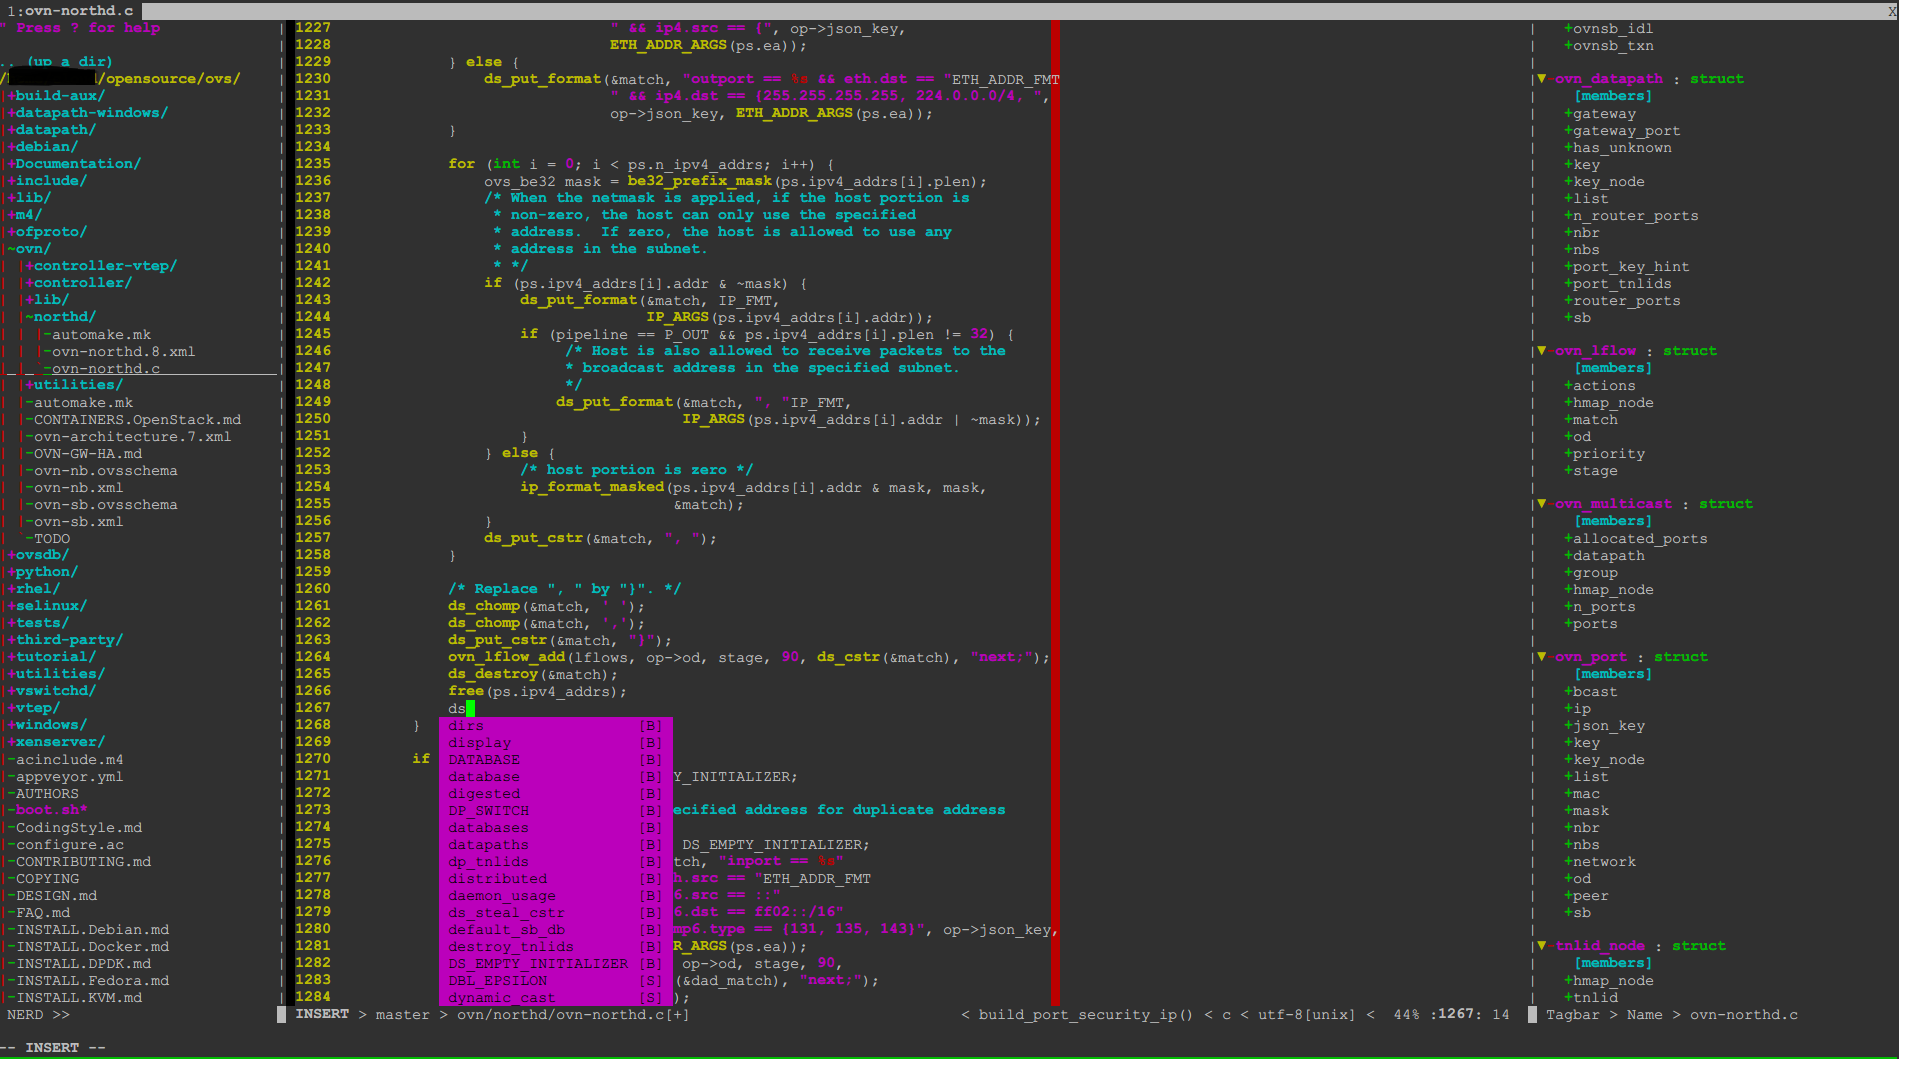 1:ovn-northd.c X
" Press ? for help
.. (up a dir)
/opensource/ovs/
|+build-aux/
|+datapath-windows/
|+datapath/
|+debian/
|+Documentation/
|+include/
|+lib/
|+m4/
|+ofproto/
|~ovn/
| |+controller-vtep/
| |+controller/
| |+lib/
| |~northd/
| | |-automake.mk
| | |-ovn-northd.8.xml
| | `-ovn-northd.c
| |+utilities/
| |-automake.mk
| |-CONTAINERS.OpenStack.md
| |-ovn-architecture.7.xml
| |-OVN-GW-HA.md
| |-ovn-nb.ovsschema
| |-ovn-nb.xml
| |-ovn-sb.ovsschema
| |-ovn-sb.xml
| `-TODO
|+ovsdb/
|+python/
|+rhel/
|+selinux/
|+tests/
|+third-party/
|+tutorial/
|+utilities/
|+vswitchd/
|+vtep/
|+windows/
|+xenserver/
|-acinclude.m4
|-appveyor.yml
|-AUTHORS
|-boot.sh*
|-CodingStyle.md
|-configure.ac
|-CONTRIBUTING.md
|-COPYING
|-DESIGN.md
|-FAQ.md
|-INSTALL.Debian.md
|-INSTALL.Docker.md
|-INSTALL.DPDK.md
|-INSTALL.Fedora.md
|-INSTALL.KVM.md
1227 " && ip4.src == {", op->json_key,
1228 ETH_ADDR_ARGS(ps.ea));
1229 } else {
1230 ds_put_format(&match, "outport == %s && eth.dst == "ETH_ADDR_FMT
1231 " && ip4.dst == {255.255.255.255, 224.0.0.0/4, ",
1232 op->json_key, ETH_ADDR_ARGS(ps.ea));
1233 }
1234
1235 for (int i = 0; i < ps.n_ipv4_addrs; i++) {
1236 ovs_be32 mask = be32_prefix_mask(ps.ipv4_addrs[i].plen);
1237 /* When the netmask is applied, if the host portion is
1238 * non-zero, the host can only use the specified
1239 * address.  If zero, the host is allowed to use any
1240 * address in the subnet.
1241 * */
1242 if (ps.ipv4_addrs[i].addr & ~mask) {
1243 ds_put_format(&match, IP_FMT,
1244 IP_ARGS(ps.ipv4_addrs[i].addr));
1245 if (pipeline == P_OUT && ps.ipv4_addrs[i].plen != 32) {
1246 /* Host is also allowed to receive packets to the
1247 * broadcast address in the specified subnet.
1248 */
1249 ds_put_format(&match, ", "IP_FMT,
1250 IP_ARGS(ps.ipv4_addrs[i].addr | ~mask));
1251 }
1252 } else {
1253 /* host portion is zero */
1254 ip_format_masked(ps.ipv4_addrs[i].addr & mask, mask,
1255 &match);
1256 }
1257 ds_put_cstr(&match, ", ");
1258 }
1259
1260 /* Replace ", " by "}". */
1261 ds_chomp(&match, ' ');
1262 ds_chomp(&match, ',');
1263 ds_put_cstr(&match, "}");
1264 ovn_lflow_add(lflows, op->od, stage, 90, ds_cstr(&match), "next;");
1265 ds_destroy(&match);
1266 free(ps.ipv4_addrs);
1267 ds
1268 } dirs [B]
1269 display [B]
1270 if DATABASE [B]
1271 database [B] Y_INITIALIZER;
1272 digested [B]
1273 DP_SWITCH [B] ecified address for duplicate address
1274 databases [B]
1275 datapaths [B] DS_EMPTY_INITIALIZER;
1276 dp_tnlids [B] tch, "inport == %s"
1277 distributed [B] h.src == "ETH_ADDR_FMT
1278 daemon_usage [B] 6.src == ::"
1279 ds_steal_cstr [B] 6.dst == ff02::/16"
1280 default_sb_db [B] mp6.type == {131, 135, 143}", op->json_key,
1281 destroy_tnlids [B] R_ARGS(ps.ea));
1282 DS_EMPTY_INITIALIZER [B] op->od, stage, 90,
1283 DBL_EPSILON [S] (&dad_match), "next;");
1284 dynamic_cast [S] );
+ovnsb_idl
+ovnsb_txn
▼-ovn_datapath : struct
[members]
+gateway
+gateway_port
+has_unknown
+key
+key_node
+list
+n_router_ports
+nbr
+nbs
+port_key_hint
+port_tnlids
+router_ports
+sb
▼-ovn_lflow : struct
[members]
+actions
+hmap_node
+match
+od
+priority
+stage
▼-ovn_multicast : struct
[members]
+allocated_ports
+datapath
+group
+hmap_node
+n_ports
+ports
▼-ovn_port : struct
[members]
+bcast
+ip
+json_key
+key
+key_node
+list
+mac
+mask
+nbr
+nbs
+network
+od
+peer
+sb
▼-tnlid_node : struct
[members]
+hmap_node
+tnlid
NERD >> INSERT > master > ovn/northd/ovn-northd.c[+] < build_port_security_ip() < c < utf-8[unix] < 44% :1267: 14 Tagbar > Name > ovn-northd.c
-- INSERT --